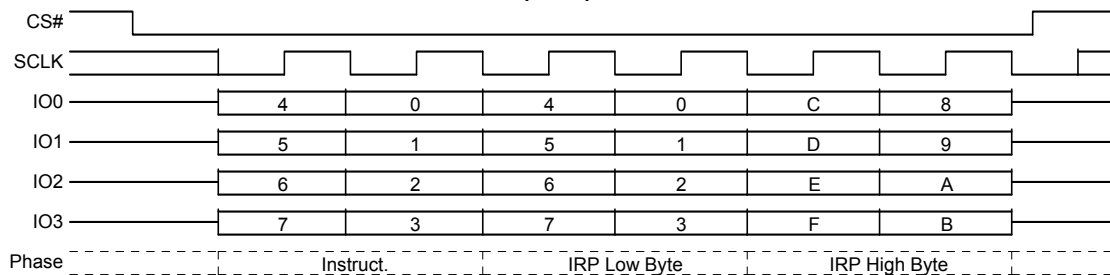 CS#
SCLK
IO0 4 0 4 0 C 8
IO1 5 1 5 1 D 9
IO2 6 2 6 2 E A
IO3 7 3 7 3 F B
Phase Instruct. IRP Low Byte IRP High Byte